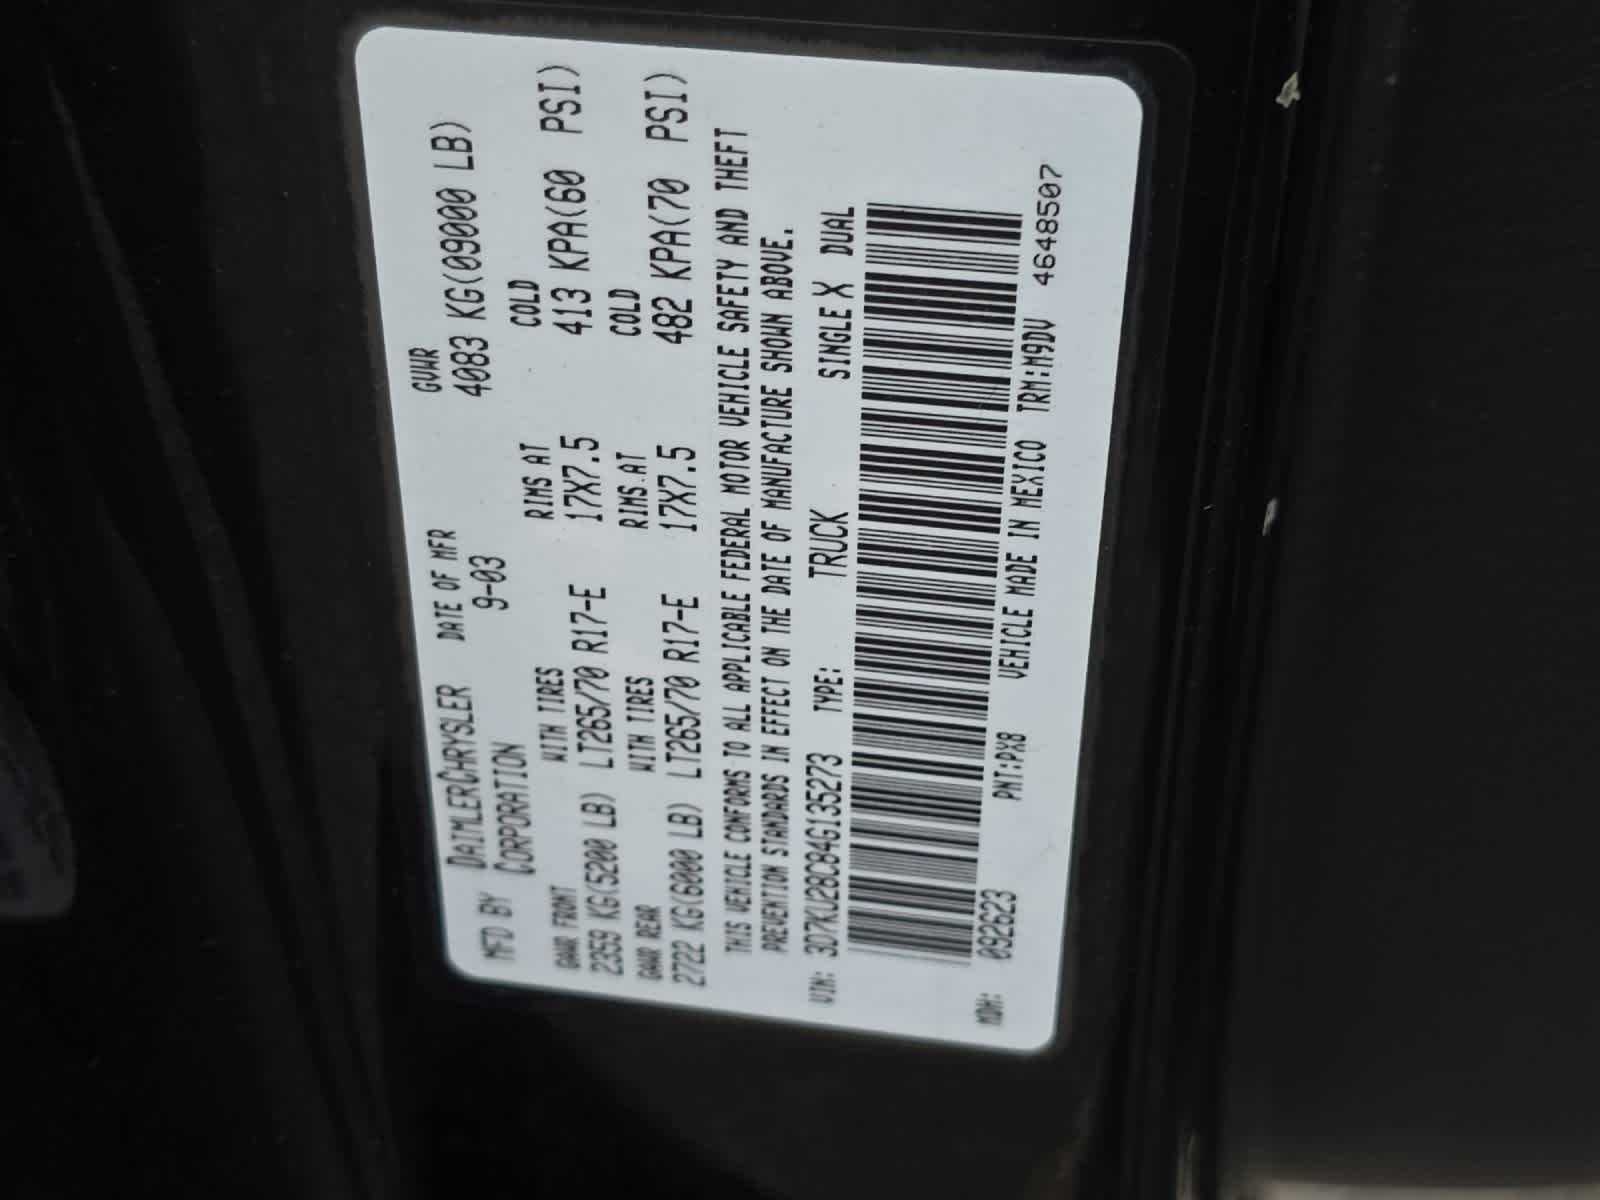 MFD BY DAIMLERCHRYSLER CORPORATION DATE OF MFR 9-03 GVWR 4083 KG(09000 LB)
GAWR FRONT WITH TIRES RIMS AT COLD
2359 KG(5200 LB) LT265/70 R17-E 17X7.5 413 KPA(60 PSI)
GAWR REAR WITH TIRES RIMS AT COLD
2722 KG(6000 LB) LT265/70 R17-E 17X7.5 482 KPA(70 PSI)
THIS VEHICLE CONFORMS TO ALL APPLICABLE FEDERAL MOTOR VEHICLE SAFETY AND THEFT
PREVENTION STANDARDS IN EFFECT ON THE DATE OF MANUFACTURE SHOWN ABOVE.
VIN: 3D7KU28C84G135273 TYPE: TRUCK SINGLE X DUAL
MDH: 092623 PNT:PX8 VEHICLE MADE IN MEXICO TRM:M9DV 4648507